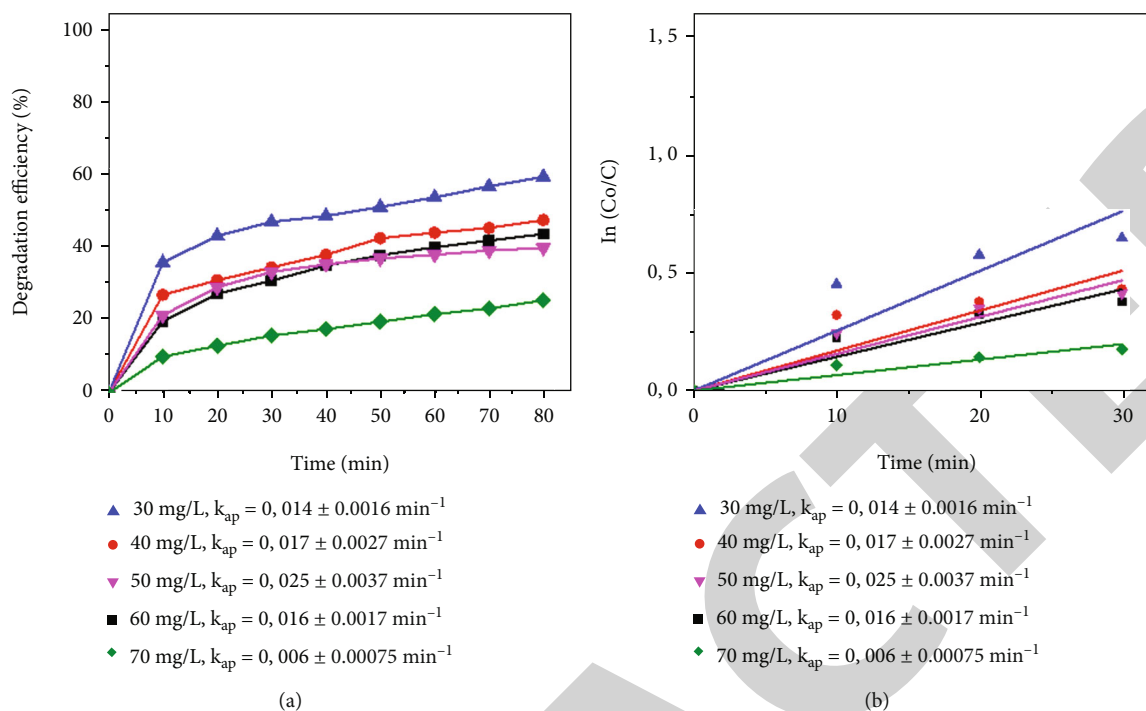 Degradation efficiency (%)
100
80
60
40
20
0
0 10 20 30 40 50 60 70 80
Time (min)
30 mg/L, kap = 0, 014 ± 0.0016 min⁻¹
40 mg/L, kap = 0, 017 ± 0.0027 min⁻¹
50 mg/L, kap = 0, 025 ± 0.0037 min⁻¹
60 mg/L, kap = 0, 016 ± 0.0017 min⁻¹
70 mg/L, kap = 0, 006 ± 0.00075 min⁻¹
(a)
In (Co/C)
1, 5
1, 0
0, 5
0, 0
0 10 20 30
Time (min)
30 mg/L, kap = 0, 014 ± 0.0016 min⁻¹
40 mg/L, kap = 0, 017 ± 0.0027 min⁻¹
50 mg/L, kap = 0, 025 ± 0.0037 min⁻¹
60 mg/L, kap = 0, 016 ± 0.0017 min⁻¹
70 mg/L, kap = 0, 006 ± 0.00075 min⁻¹
(b)